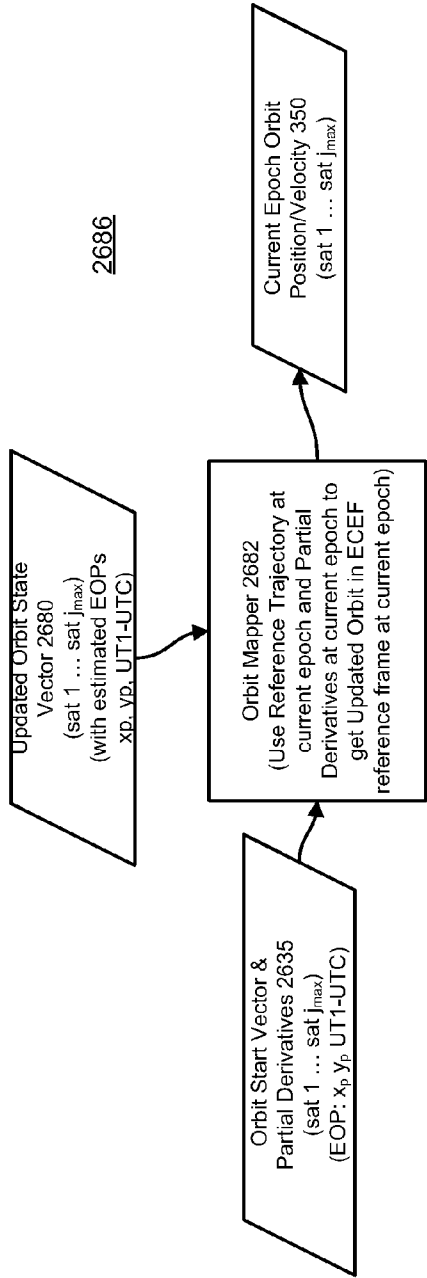 2686
Updated Orbit State
Vector 2680
(sat 1 ... sat jmax)
(with estimated EOPs
xp, yp, UT1-UTC)
Orbit Start Vector &
Partial Derivatives 2635
(sat 1 ... sat jmax)
(EOP: xp yp UT1-UTC)
Orbit Mapper 2682
(Use Reference Trajectory at
current epoch and Partial
Derivatives at current epoch to
get Updated Orbit in ECEF
reference frame at current epoch)
Current Epoch Orbit
Position/Velocity 350
(sat 1 ... sat jmax)